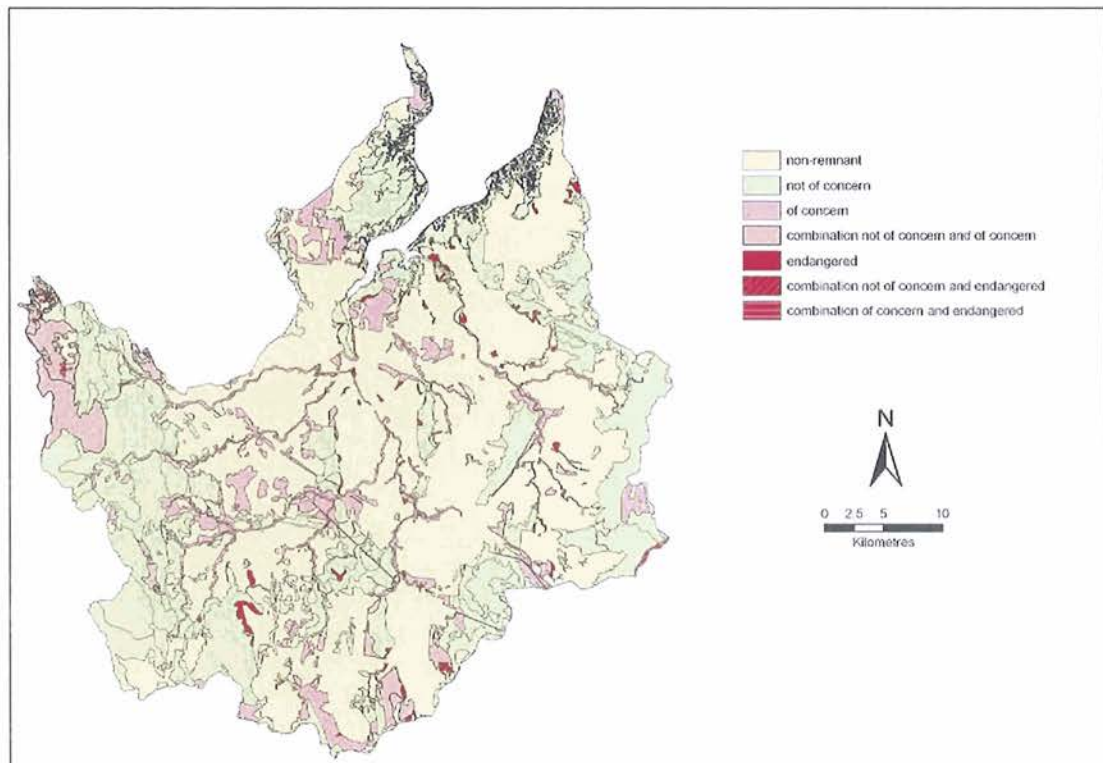 non-remnant
not of concern
of concern
combination not of concern and of concern
endangered
combination not of concern and endangered
combination of concern and endangered
N
0 2.5 5 10
Kilometres